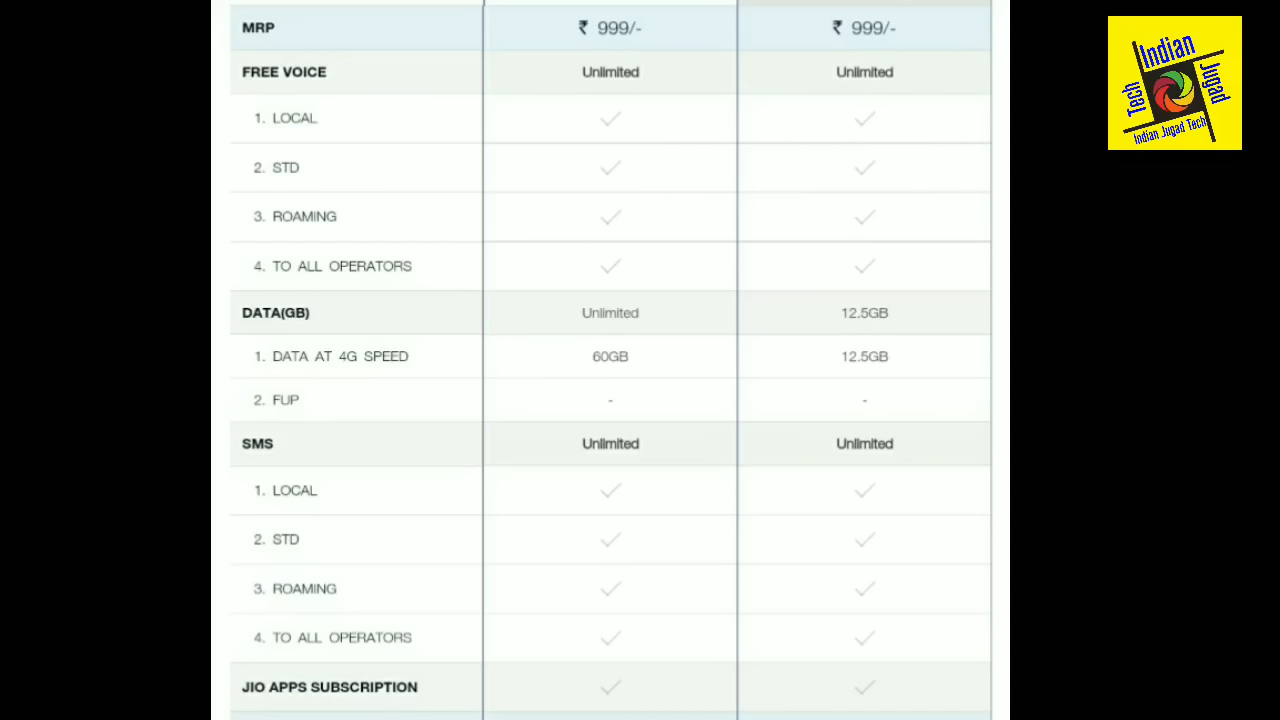 MRP ₹ 999/- ₹ 999/-
FREE VOICE Unlimited Unlimited
1. LOCAL
2. STD
3. ROAMING
4. TO ALL OPERATORS
DATA(GB) Unlimited 12.5GB
1. DATA AT 4G SPEED 60GB 12.5GB
2. FUP - -
SMS Unlimited Unlimited
1. LOCAL
2. STD
3. ROAMING
4. TO ALL OPERATORS
JIO APPS SUBSCRIPTION
Indian
Jugad
Tech
Indian Jugad Tech